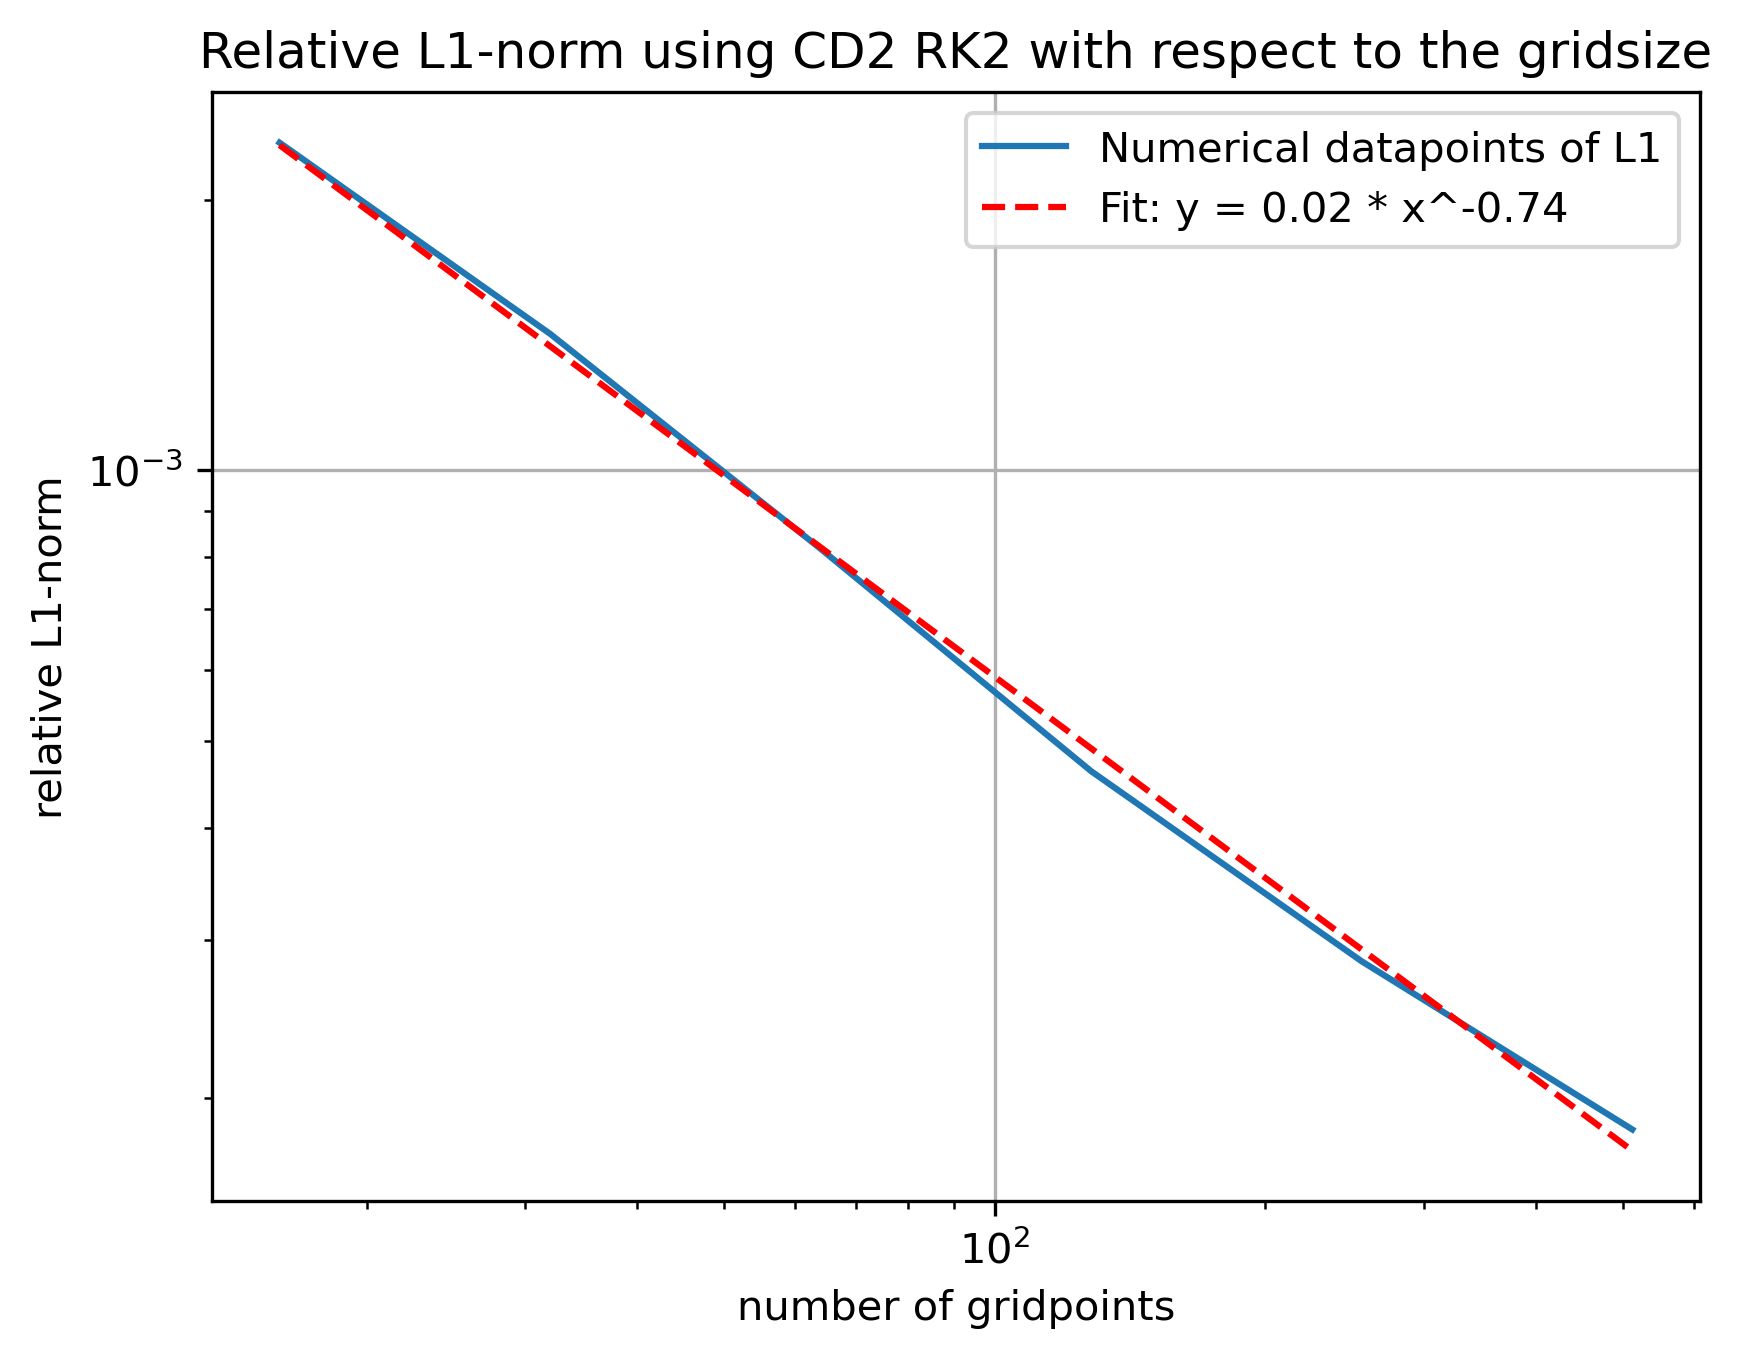 Relative L1-norm using CD2 RK2 with respect to the gridsize
Numerical datapoints of L1
Fit: y = 0.02 * x^-0.74
10⁻³
relative L1-norm
10²
number of gridpoints